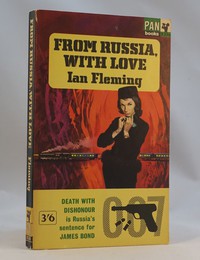 PAN
books
FROM RUSSIA,
WITH LOVE
Ian Fleming
DEATH WITH
DISHONOUR
is Russia's
sentence for
JAMES BOND
007
3'6
FROM RUSSIA, WITH LOVE Fleming